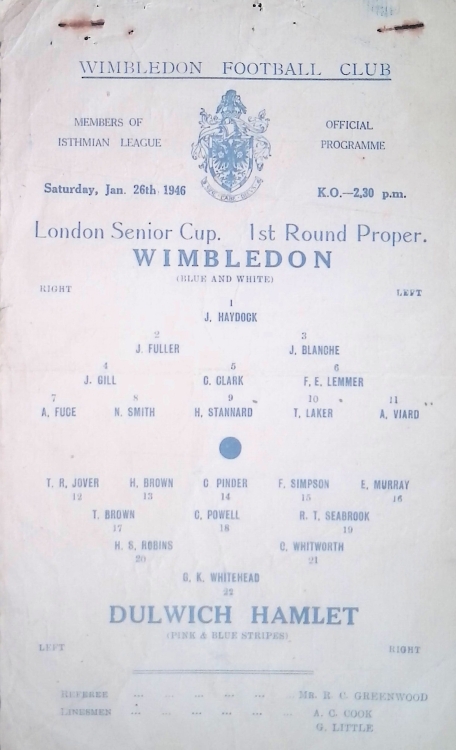 WIMBLEDON FOOTBALL CLUB
MEMBERS OF
ISTHMIAN LEAGUE
OFFICIAL
PROGRAMME
Saturday, Jan. 26th 1946
K.O.—2.30 p.m.
London Senior Cup. 1st Round Proper.
WIMBLEDON
(BLUE AND WHITE)
RIGHT LEFT
1
J. HAYDOCK
2 3
J. FULLER J. BLANCHE
4 5 6
J. GILL C. CLARK F. E. LEMMER
7 8 9 10 11
A. FUCE N. SMITH H. STANNARD T. LAKER A. VIARD
T. R. JOVER H. BROWN C PINDER F. SIMPSON E. MURRAY
12 13 14 15 16
T. BROWN C. POWELL R. T. SEABROOK
17 18 19
H. S. ROBINS C. WHITWORTH
20 21
G. K. WHITEHEAD
22
DULWICH HAMLET
(PINK & BLUE STRIPES)
LEFT RIGHT
REFEREE ... ... ... ... ... MR. R. C. GREENWOOD
LINESMEN ... ... ... ... ... A. C. COOK
G. LITTLE